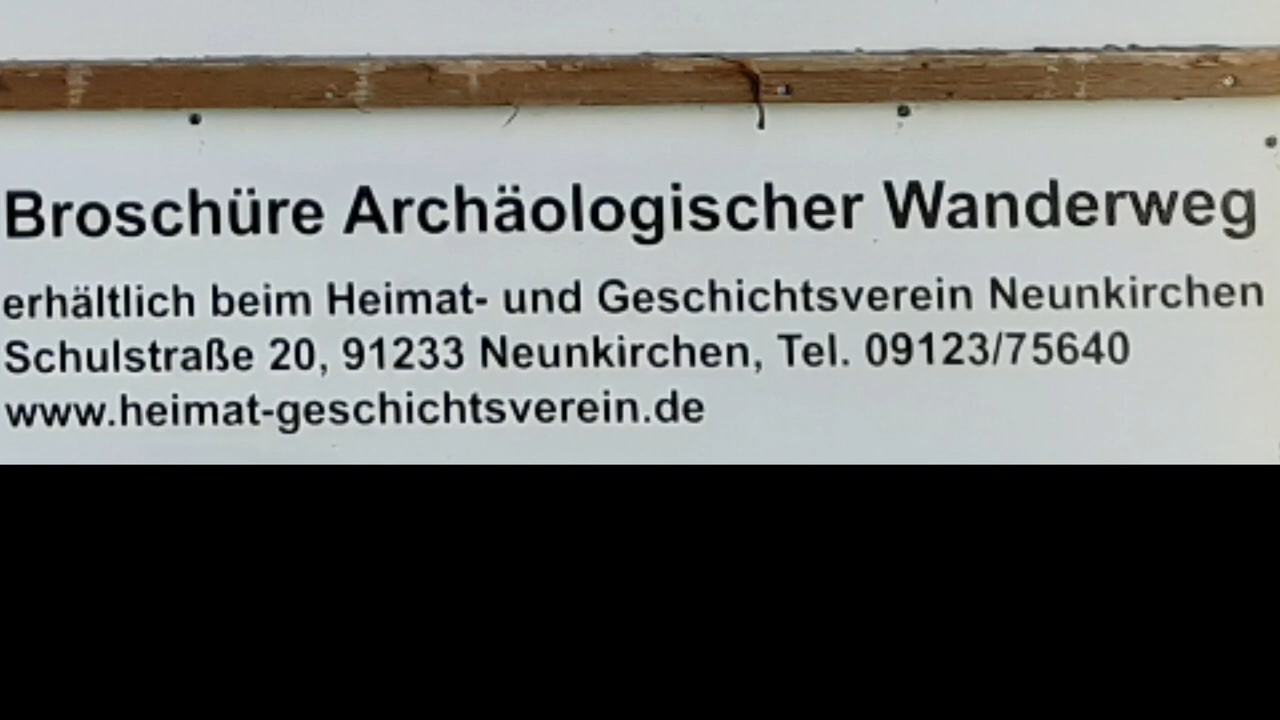 Broschüre Archäologischer Wanderweg
erhältlich beim Heimat- und Geschichtsverein Neunkirchen
Schulstraße 20, 91233 Neunkirchen, Tel. 09123/75640
www.heimat-geschichtsverein.de